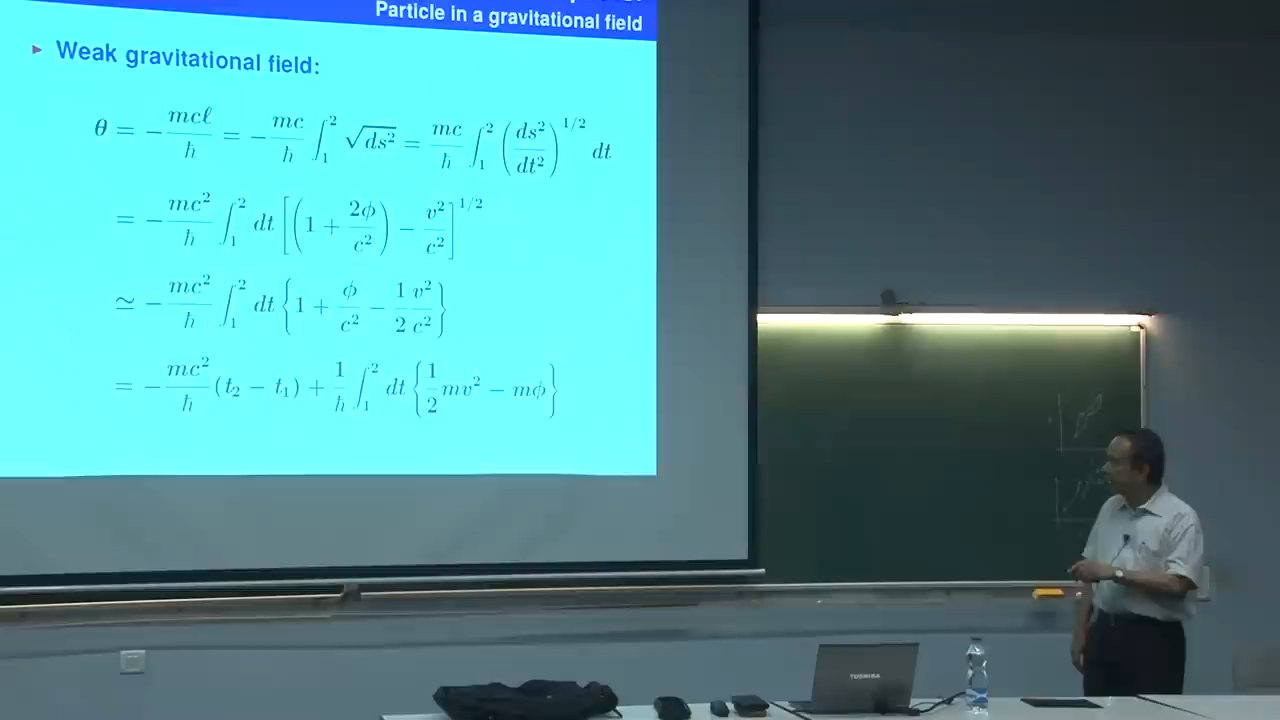 Particle in a gravitational field
Weak gravitational field:
θ = − mcℓ/ħ = − mc/ħ ∫₁² √ds² = mc/ħ ∫₁² (ds²/dt²)^1/2 dt
= − mc²/ħ ∫₁² dt [(1 + 2ϕ/c²) − v²/c²]^1/2
≃ − mc²/ħ ∫₁² dt {1 + ϕ/c² − 1/2 v²/c²}
= − mc²/ħ (t₂ − t₁) + 1/ħ ∫₁² dt {1/2 mv² − mϕ}
TOSHIBA